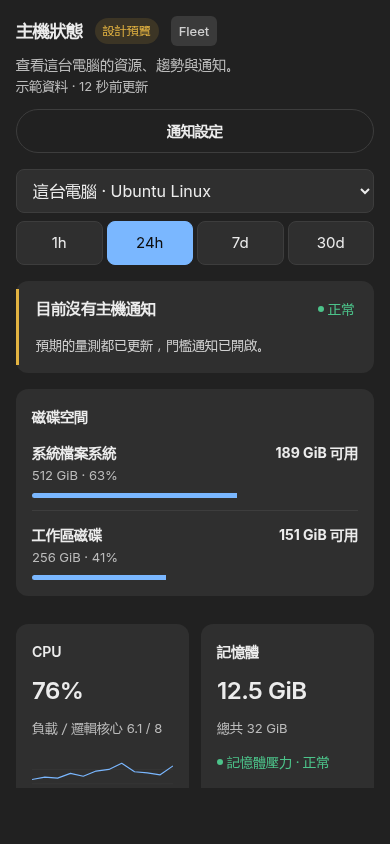 主機狀態 設計預覽 Fleet
查看這台電腦的資源、趨勢與通知。
示範資料 · 12 秒前更新
通知設定
這台電腦 · Ubuntu Linux
1h 24h 7d 30d
目前沒有主機通知 正常
預期的量測都已更新，門檻通知已開啟。
磁碟空間
系統檔案系統 189 GiB 可用
512 GiB · 63%
工作區磁碟 151 GiB 可用
256 GiB · 41%
CPU
76%
負載 / 邏輯核心 6.1 / 8
記憶體
12.5 GiB
總共 32 GiB
記憶體壓力 · 正常